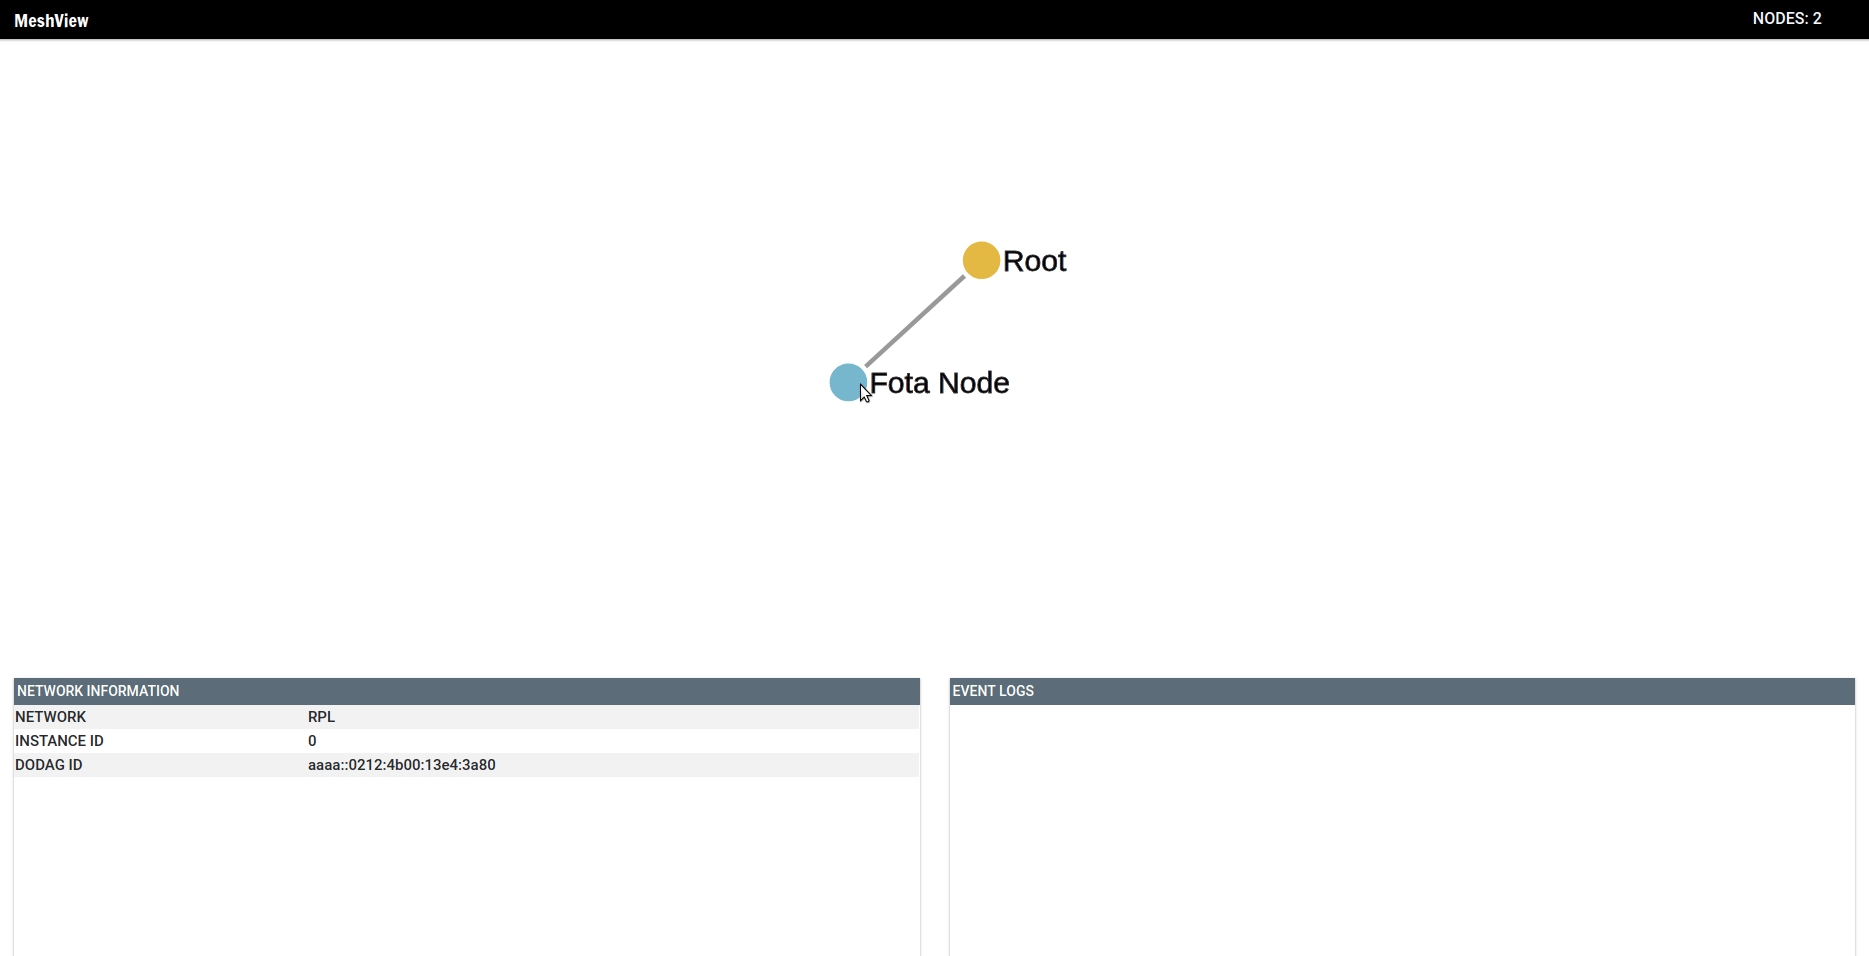 MeshView
NODES: 2
Root
Fota Node
NETWORK INFORMATION
NETWORK RPL
INSTANCE ID 0
DODAG ID aaaa::0212:4b00:13e4:3a80
EVENT LOGS